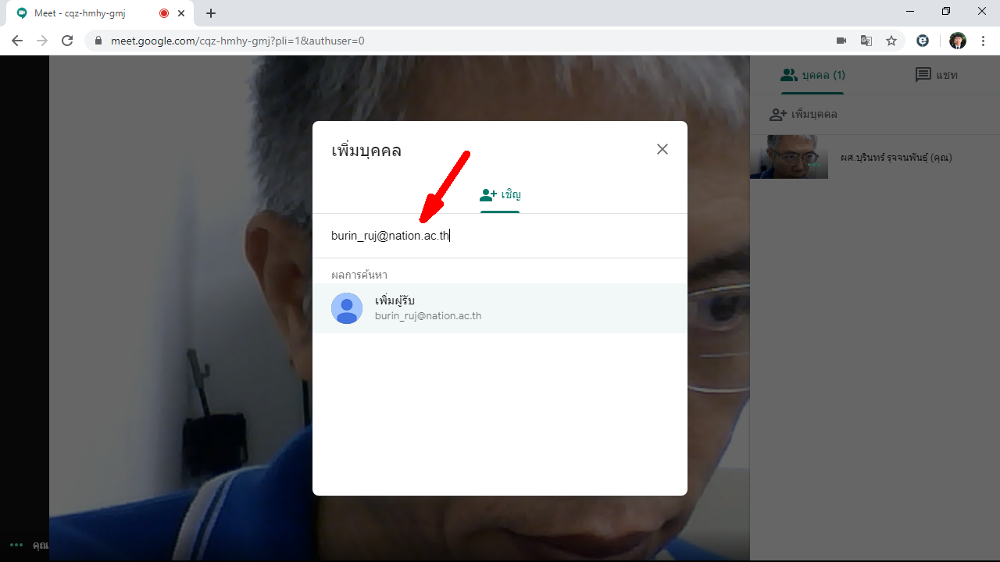 Meet - cqz-hmhy-gmj
meet.google.com/cqz-hmhy-gmj?pli=1&authuser=0
บุคคล (1)
แชท
เพิ่มบุคคล
ผศ.บุรินทร์ รุจจนพันธุ์ (คุณ)
เพิ่มบุคคล
เชิญ
burin_ruj@nation.ac.th
ผลการค้นหา
เพิ่มผู้รับ
burin_ruj@nation.ac.th
คุณ